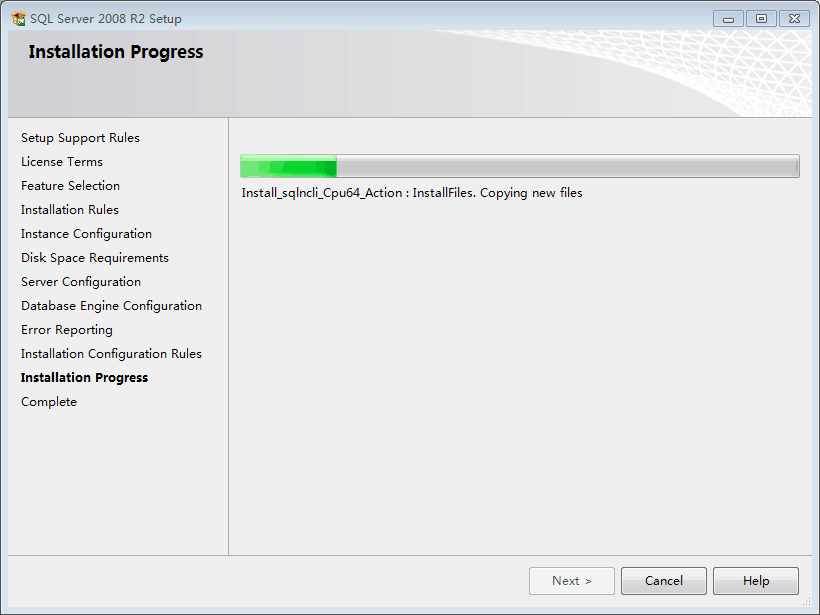 SQL Server 2008 R2 Setup
Installation Progress
Setup Support Rules
License Terms
Feature Selection
Installation Rules
Instance Configuration
Disk Space Requirements
Server Configuration
Database Engine Configuration
Error Reporting
Installation Configuration Rules
Installation Progress
Complete
Install_sqlncli_Cpu64_Action : InstallFiles. Copying new files
Next >
Cancel
Help